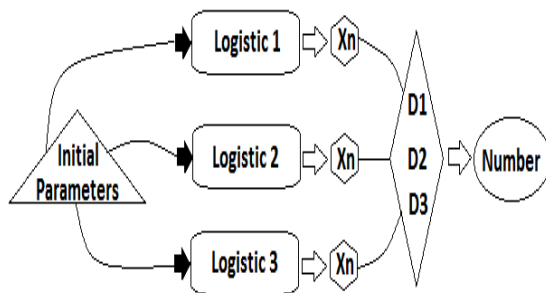 Initial
Parameters
Logistic 1
Xn
Logistic 2
Xn
Logistic 3
Xn
D1
D2
D3
Number